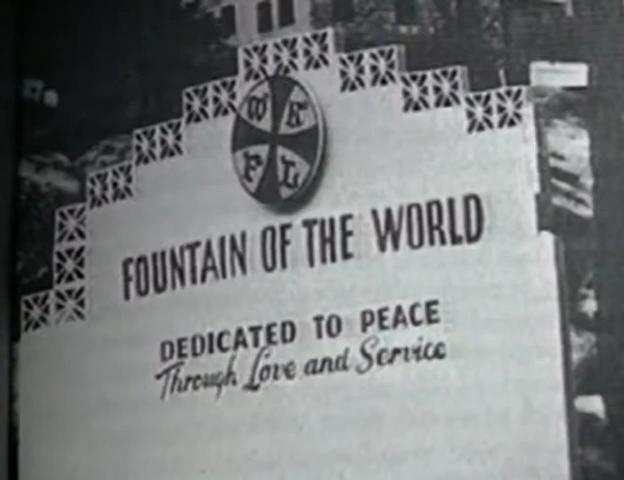 W K
F L
FOUNTAIN OF THE WORLD
DEDICATED TO PEACE
Through Love and Service